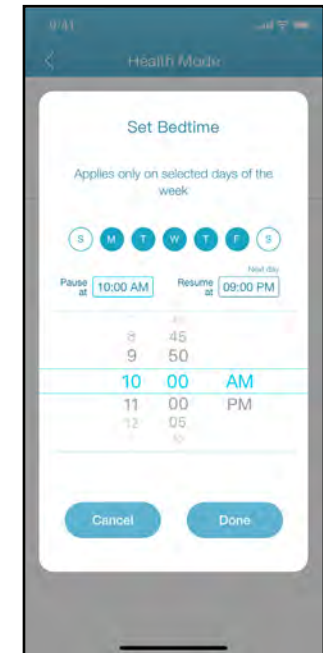 9:41
Health Mode
Set Bedtime
Applies only on selected days of the
week
S M T W T F S
Next day
Pause at 10:00 AM Resume at 09:00 PM
8 45
9 50
10 00 AM
11 00 PM
12 05
Cancel Done